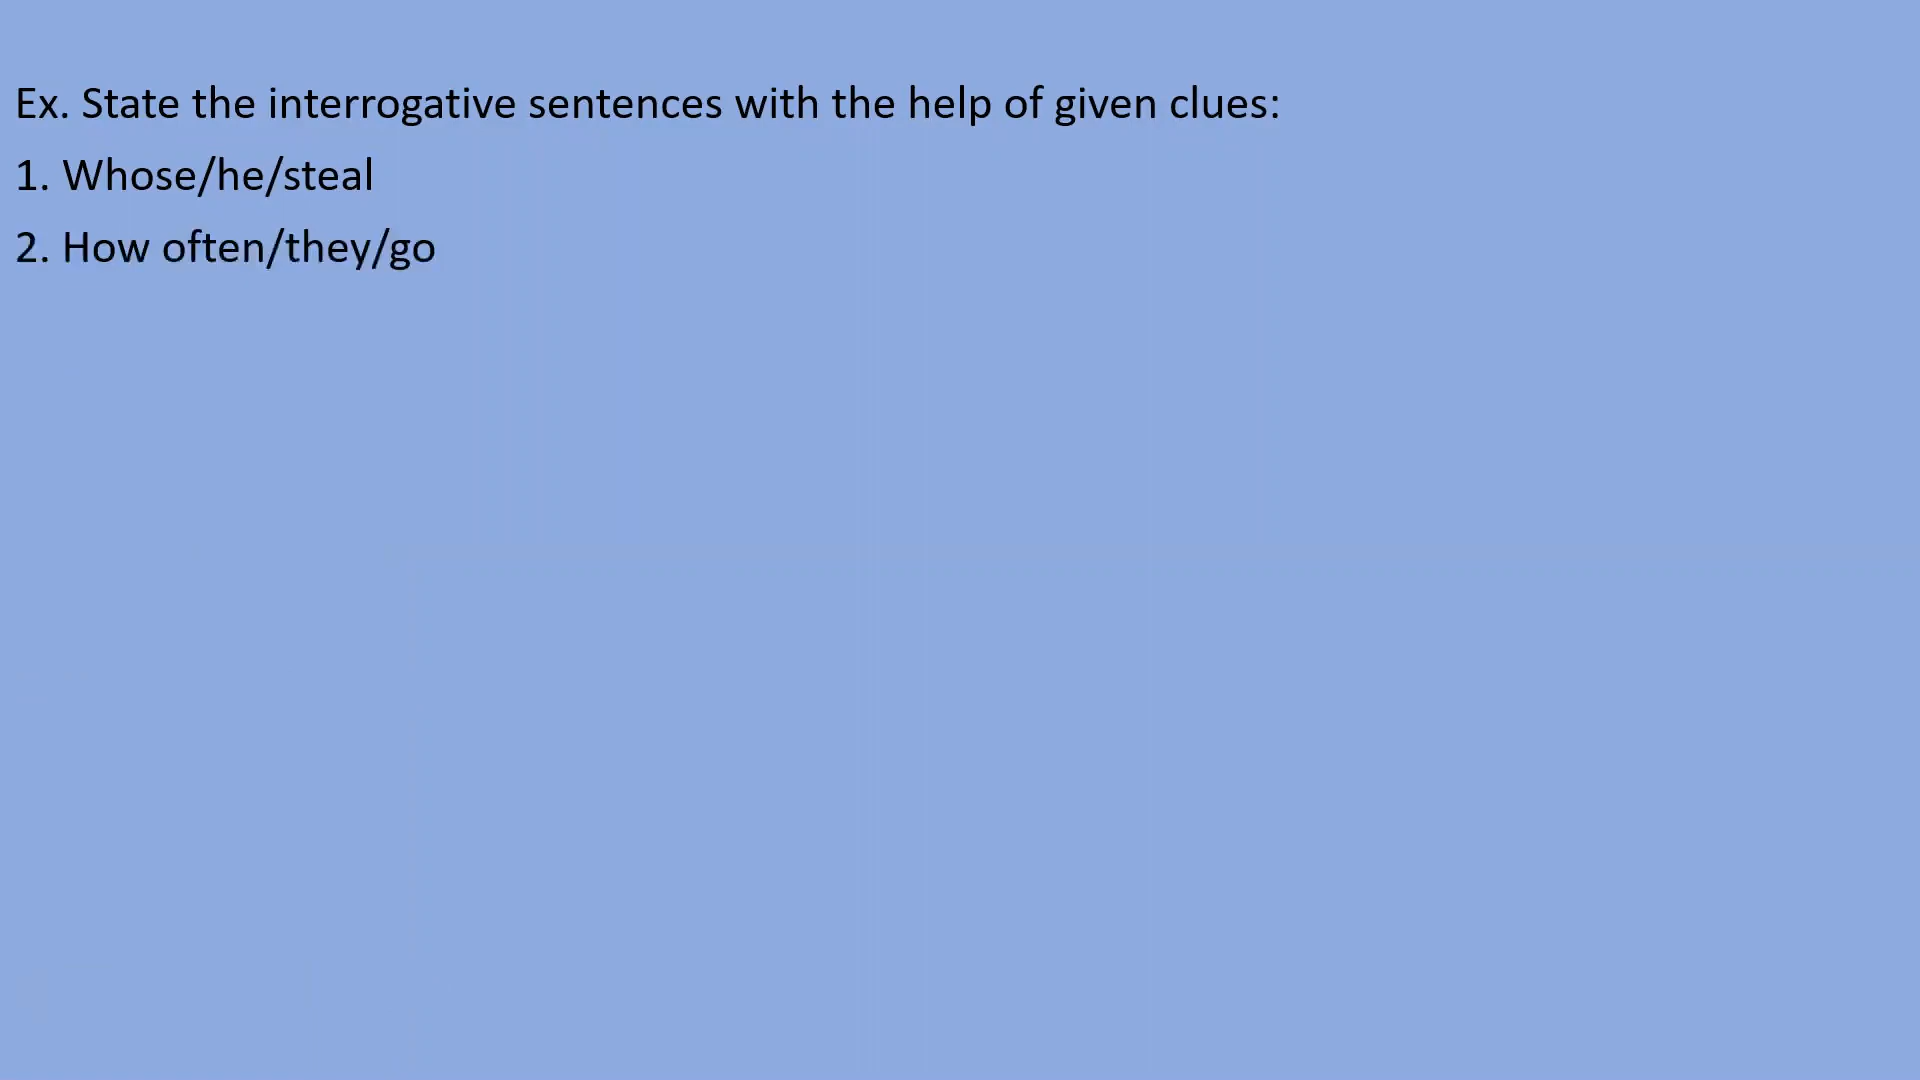 Ex. State the interrogative sentences with the help of given clues:
1. Whose/he/steal
2. How often/they/go